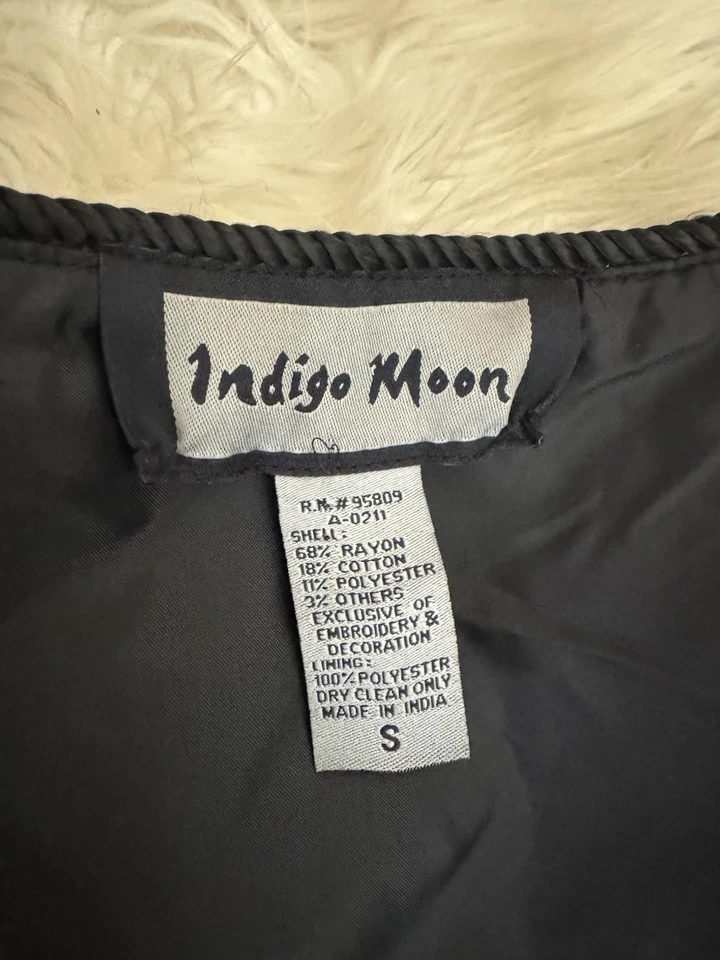 Indigo Moon
R.N.#95809
A-0211
SHELL:
68% RAYON
18% COTTON
11% POLYESTER
3% OTHERS
EXCLUSIVE OF
EMBROIDERY &
DECORATION
LINING:
100% POLYESTER
DRY CLEAN ONLY
MADE IN INDIA
S